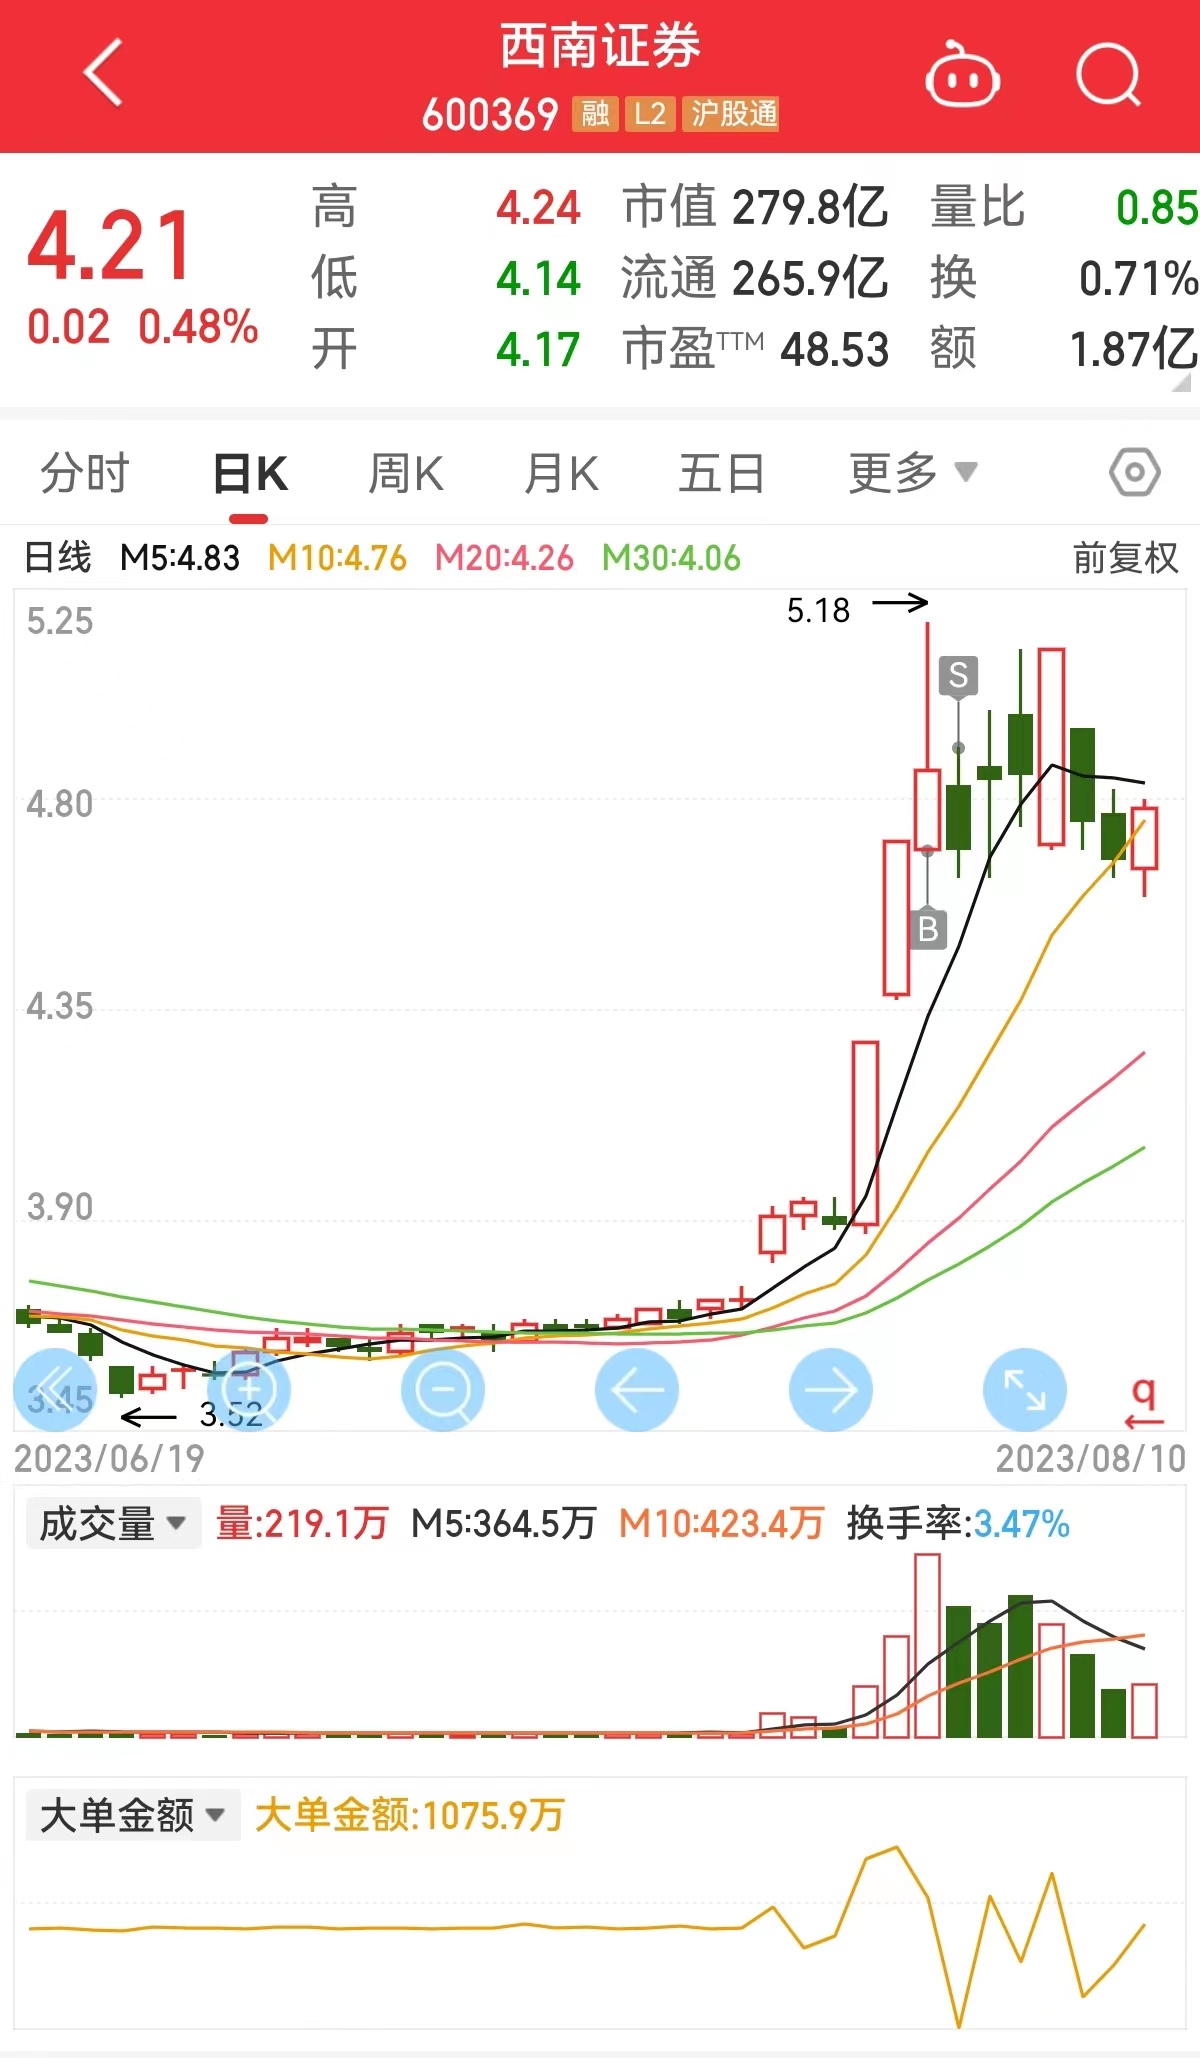 西南证券
600369 融 L2 沪股通
4.21
0.02 0.48%
高 4.24 市值 279.8亿 量比 0.85
低 4.14 流通 265.9亿 换 0.71%
开 4.17 市盈TTM 48.53 额 1.87亿
分时 日K 周K 月K 五日 更多
日线 M5:4.83 M10:4.76 M20:4.26 M30:4.06 前复权
5.25
5.18
S
4.80
B
4.35
3.90
3.45
3.52
q
2023/06/19 2023/08/10
成交量 量:219.1万 M5:364.5万 M10:423.4万 换手率:3.47%
大单金额 大单金额:1075.9万